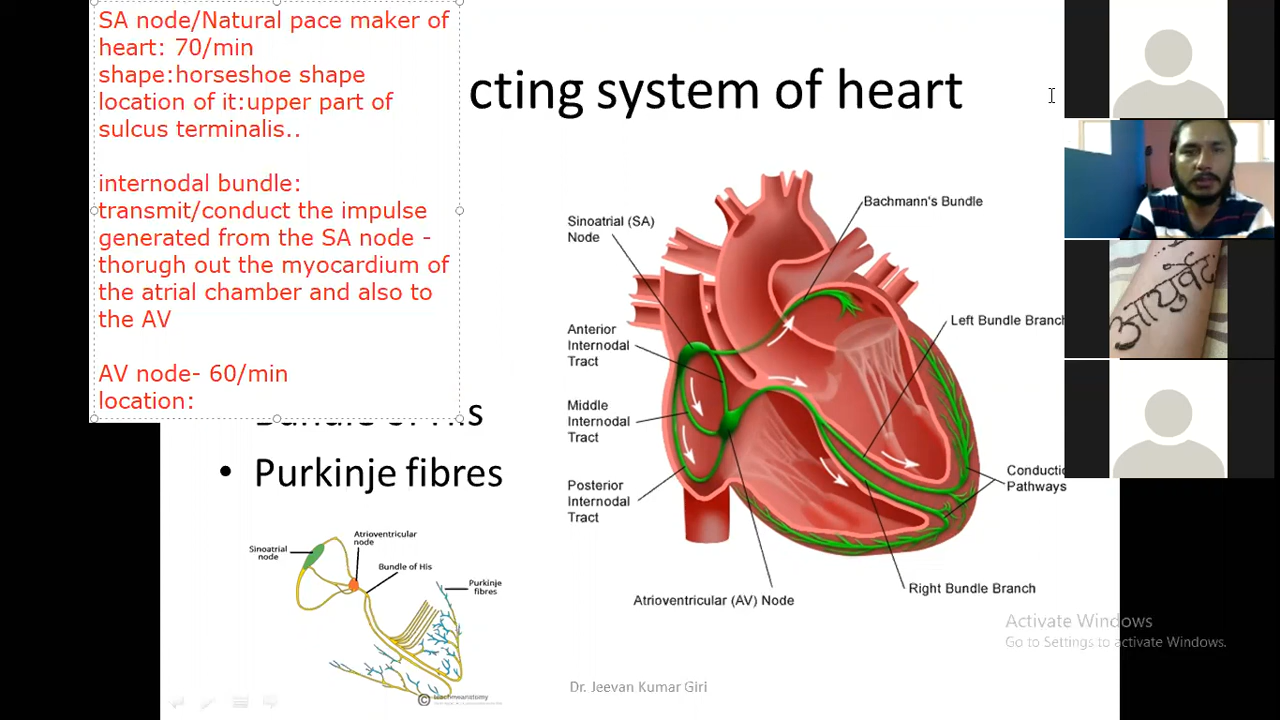 SA node/Natural pace maker of
heart: 70/min
shape:horseshoe shape
location of it:upper part of
sulcus terminalis..
internodal bundle:
transmit/conduct the impulse
generated from the SA node -
thorugh out the myocardium of
the atrial chamber and also to
the AV
AV node- 60/min
location:
cting system of heart
Bundle of His
• Purkinje fibres
Sinoatrial
node
Atrioventricular
node
Bundle of His
Purkinje
fibres
© teachmeanatomy
Sinoatrial (SA)
Node
Bachmann's Bundle
Anterior
Internodal
Tract
Left Bundle Branch
Middle
Internodal
Tract
Posterior
Internodal
Tract
Conductio
Pathways
Right Bundle Branch
Atrioventricular (AV) Node
Dr. Jeevan Kumar Giri
आयुर्वेद
Activate Windows
Go to Settings to activate Windows.